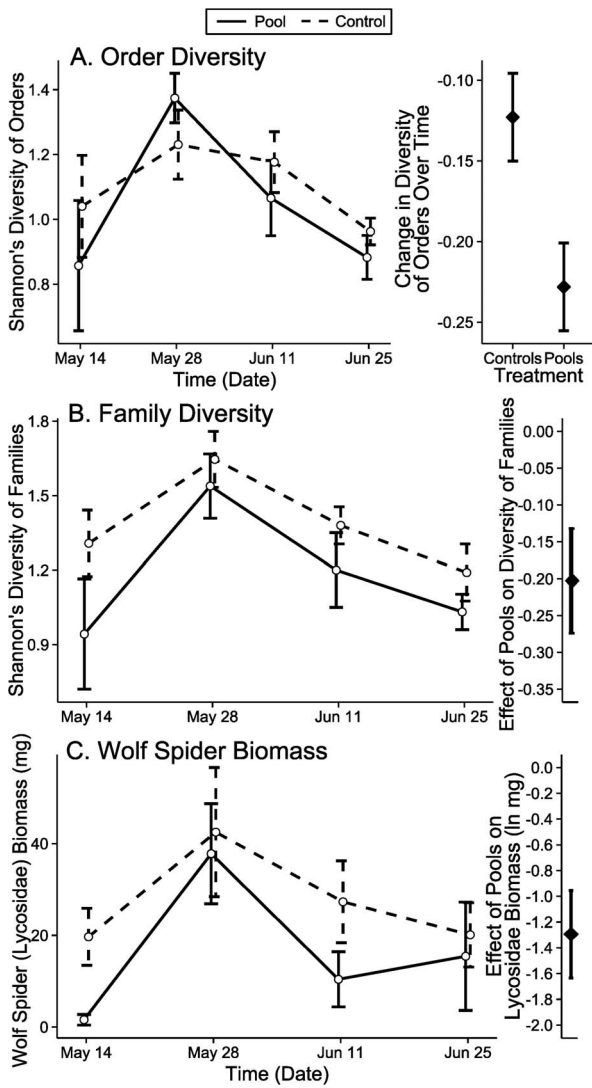 Pool
Control
A. Order Diversity
Shannon's Diversity of Orders
1.4
1.2
1.0
0.8
May 14
May 28
Jun 11
Jun 25
Time (Date)
Change in Diversity
of Orders Over Time
-0.10
-0.15
-0.20
-0.25
Controls
Pools
Treatment
B. Family Diversity
Shannon's Diversity of Families
1.8
1.5
1.2
0.9
May 14
May 28
Jun 11
Jun 25
Effect of Pools on Diversity of Families
0.00
-0.05
-0.10
-0.15
-0.20
-0.25
-0.30
-0.35
C. Wolf Spider Biomass
Wolf Spider (Lycosidae) Biomass (mg)
40
20
0
May 14
May 28
Jun 11
Jun 25
Time (Date)
Effect of Pools on
Lycosidae Biomass (ln mg)
0.0
-0.2
-0.4
-0.6
-0.8
-1.0
-1.2
-1.4
-1.6
-1.8
-2.0